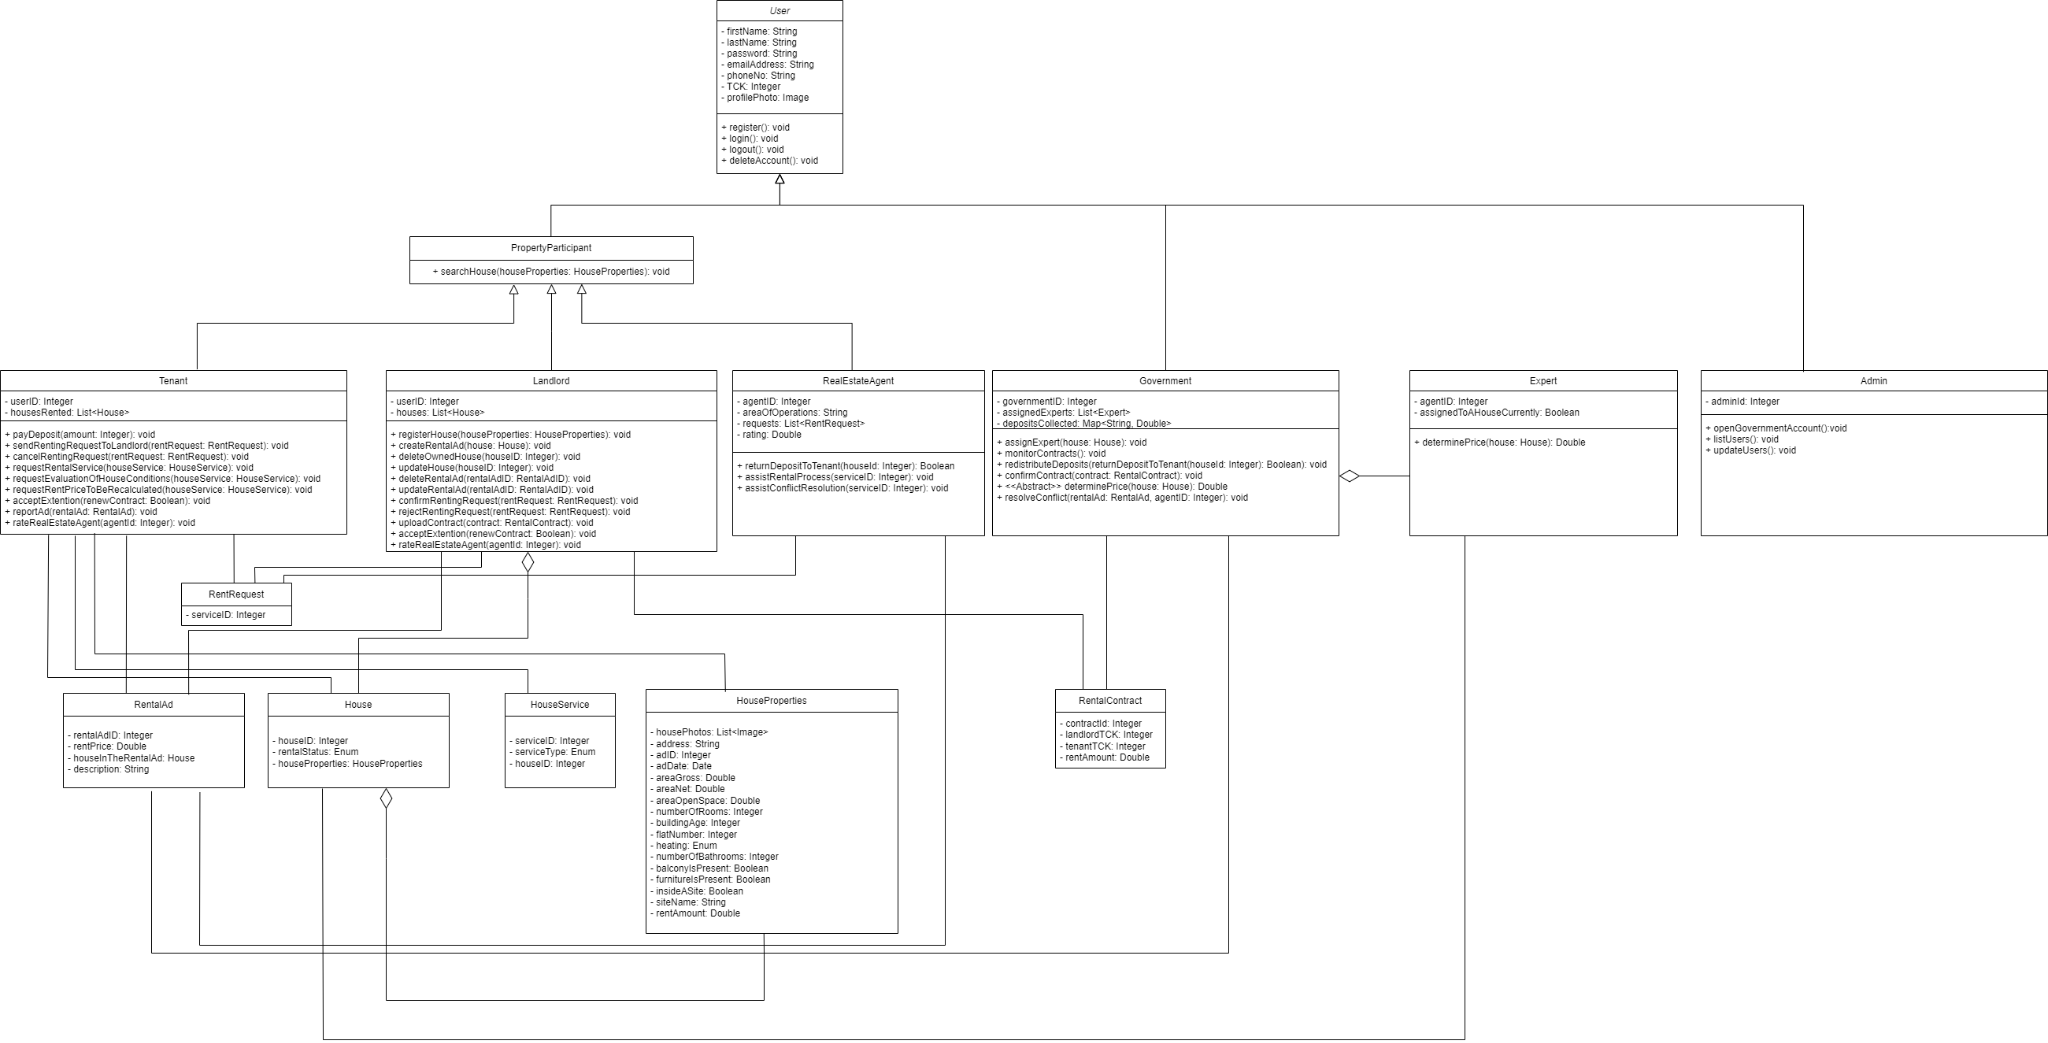 User
- firstName: String
- lastName: String
- password: String
- emailAddress: String
- phoneNo: String
- TCK: Integer
- profilePhoto: Image
+ register(): void
+ login(): void
+ logout(): void
+ deleteAccount(): void
PropertyParticipant
+ searchHouse(houseProperties: HouseProperties): void
Tenant
- userID: Integer
- housesRented: List<House>
+ payDeposit(amount: Integer): void
+ sendRentingRequestToLandlord(rentRequest: RentRequest): void
+ cancelRentingRequest(rentRequest: RentRequest): void
+ requestRentalService(houseService: HouseService): void
+ requestEvaluationOfHouseConditions(houseService: HouseService): void
+ requestRentPriceToBeRecalculated(houseService: HouseService): void
+ acceptExtention(renewContract: Boolean): void
+ reportAd(rentalAd: RentalAd): void
+ rateRealEstateAgent(agentId: Integer): void
Landlord
- userID: Integer
- houses: List<House>
+ registerHouse(houseProperties: HouseProperties): void
+ createRentalAd(house: House): void
+ deleteOwnedHouse(houseID: Integer): void
+ updateHouse(houseID: Integer): void
+ deleteRentalAd(rentalAdID: RentalAdID): void
+ updateRentalAd(rentalAdID: RentalAdID): void
+ confirmRentingRequest(rentRequest: RentRequest): void
+ rejectRentingRequest(rentRequest: RentRequest): void
+ uploadContract(contract: RentalContract): void
+ acceptExtention(renewContract: Boolean): void
+ rateRealEstateAgent(agentId: Integer): void
RealEstateAgent
- agentID: Integer
- areaOfOperations: String
- requests: List<RentRequest>
- rating: Double
+ returnDepositToTenant(houseId: Integer): Boolean
+ assistRentalProcess(serviceID: Integer): void
+ assistConflictResolution(serviceID: Integer): void
Government
- governmentID: Integer
- assignedExperts: List<Expert>
- depositsCollected: Map<String, Double>
+ assignExpert(house: House): void
+ monitorContracts(): void
+ redistributeDeposits(returnDepositToTenant(houseId: Integer): Boolean): void
+ confirmContract(contract: RentalContract): void
+ <<Abstract>> determinePrice(house: House): Double
+ resolveConflict(rentalAd: RentalAd, agentID: Integer): void
Expert
- agentID: Integer
- assignedToAHouseCurrently: Boolean
+ determinePrice(house: House): Double
Admin
- adminId: Integer
+ openGovernmentAccount():void
+ listUsers(): void
+ updateUsers(): void
RentRequest
- serviceID: Integer
RentalAd
- rentalAdID: Integer
- rentPrice: Double
- houseInTheRentalAd: House
- description: String
House
- houseID: Integer
- rentalStatus: Enum
- houseProperties: HouseProperties
HouseService
- serviceID: Integer
- serviceType: Enum
- houseID: Integer
HouseProperties
- housePhotos: List<Image>
- address: String
- adID: Integer
- adDate: Date
- areaGross: Double
- areaNet: Double
- areaOpenSpace: Double
- numberOfRooms: Integer
- buildingAge: Integer
- flatNumber: Integer
- heating: Enum
- numberOfBathrooms: Integer
- balconyIsPresent: Boolean
- furnitureIsPresent: Boolean
- insideASite: Boolean
- siteName: String
- rentAmount: Double
RentalContract
- contractId: Integer
- landlordTCK: Integer
- tenantTCK: Integer
- rentAmount: Double